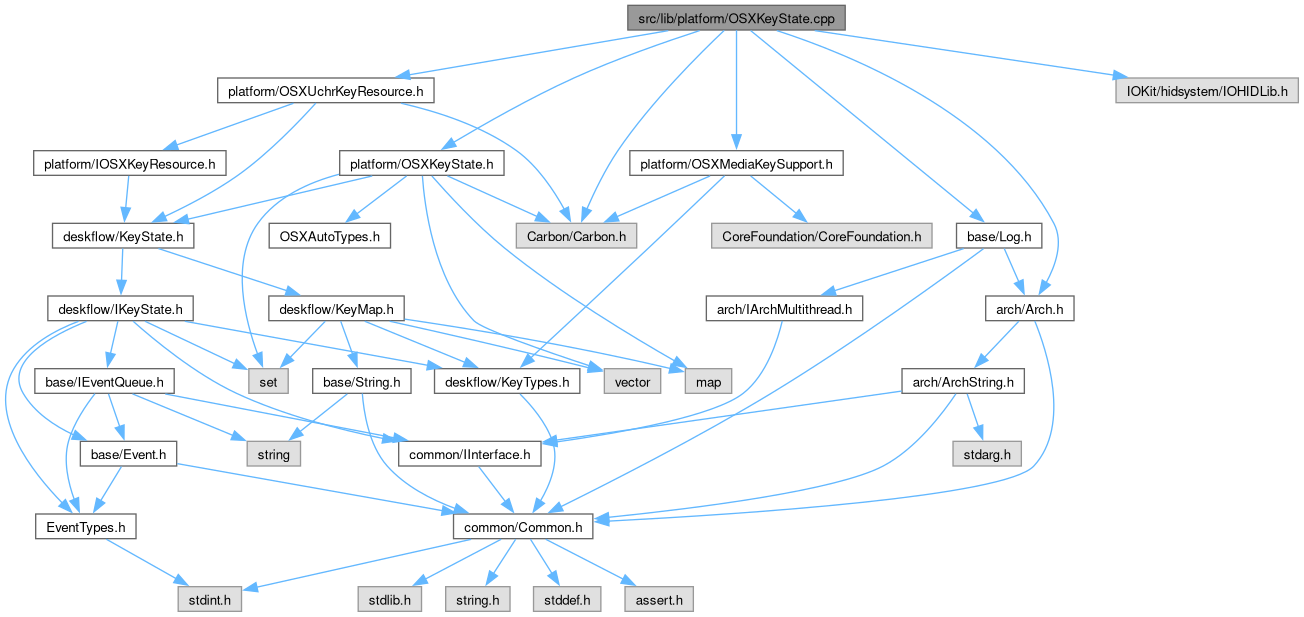 src/lib/platform/OSXKeyState.cpp
platform/OSXUchrKeyResource.h
IOKit/hidsystem/IOHIDLib.h
platform/IOSXKeyResource.h
platform/OSXKeyState.h
platform/OSXMediaKeySupport.h
deskflow/KeyState.h
OSXAutoTypes.h
Carbon/Carbon.h
CoreFoundation/CoreFoundation.h
base/Log.h
deskflow/IKeyState.h
deskflow/KeyMap.h
arch/IArchMultithread.h
arch/Arch.h
base/IEventQueue.h
set
base/String.h
deskflow/KeyTypes.h
vector
map
arch/ArchString.h
base/Event.h
string
common/IInterface.h
stdarg.h
EventTypes.h
common/Common.h
stdint.h
stdlib.h
string.h
stddef.h
assert.h